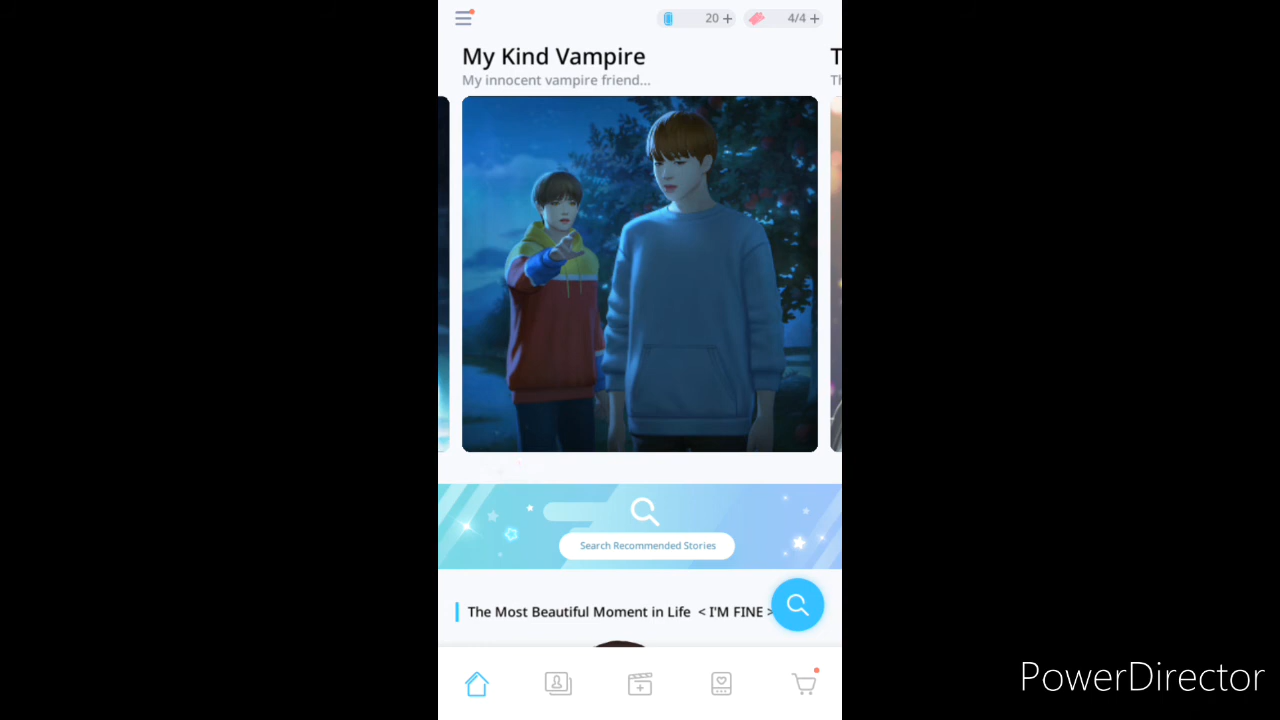 20 +
4/4 +
My Kind Vampire
My innocent vampire friend...
T
Th
Search Recommended Stories
The Most Beautiful Moment in Life < I'M FINE >
PowerDirector